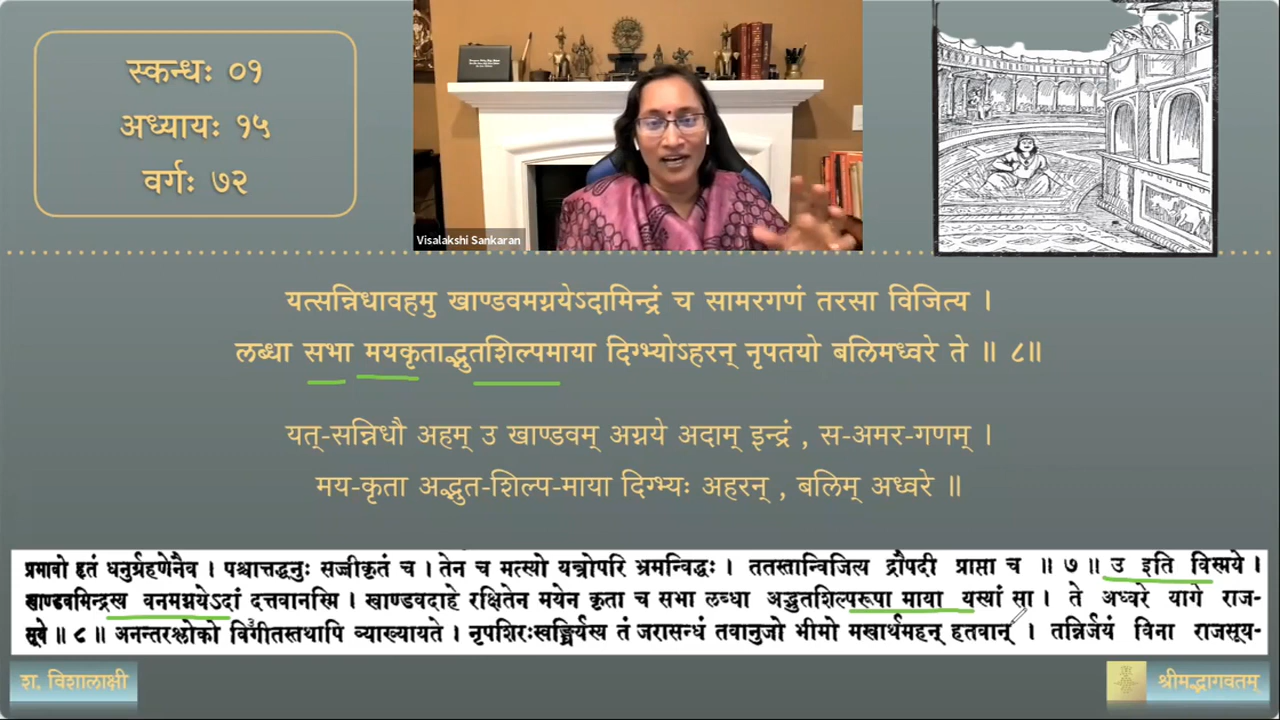 स्कन्धः ०१
अध्यायः १५
वर्गः ७२
Visalakshi Sankaran
यत्सन्निधावहमु खाण्डवमग्नयेऽदामिन्द्रं च सामरगणं तरसा विजित्य ।
लब्धा सभा मयकृताद्भुतशिल्पमाया दिग्भ्योऽहरन् नृपतयो बलिमध्वरे ते ॥ ८॥
यत्-सन्निधौ अहम् उ खाण्डवम् अग्नये अदाम् इन्द्रं , स-अमर-गणम् ।
मय-कृता अद्भुत-शिल्प-माया दिग्भ्यः अहरन् , बलिम् अध्वरे ॥
प्रभावो हृतं धनुर्ग्रहणेनैव । पश्चात्तद्धनुः सज्जीकृतं च । तेन च मत्स्यो यन्त्रोपरि भ्रमन्विद्धः । ततस्तान्विजित्य द्रौपदी प्राप्ता च ॥ ७ ॥ उ इति विस्मये ।
खाण्डवमिन्द्रस्य वनमग्नयेऽदां दत्तवानस्मि । खाण्डवदाहे रक्षितेन मयेन कृता च सभा लब्धा अद्भुतशिल्परूपा माया यस्यां सा । ते अध्वरे यागे राज-
सूये ॥ ८ ॥ अनन्तरश्लोको विगीतस्तथापि व्याख्यायते । नृपशिरःस्वङ्घ्रिर्यस्य तं जरासन्धं तवानुजो भीमो मखार्थमहन् हतवान् । तन्निर्जयं विना राजसूय-
श. विशालाक्षी
श्रीमद्भागवतम्